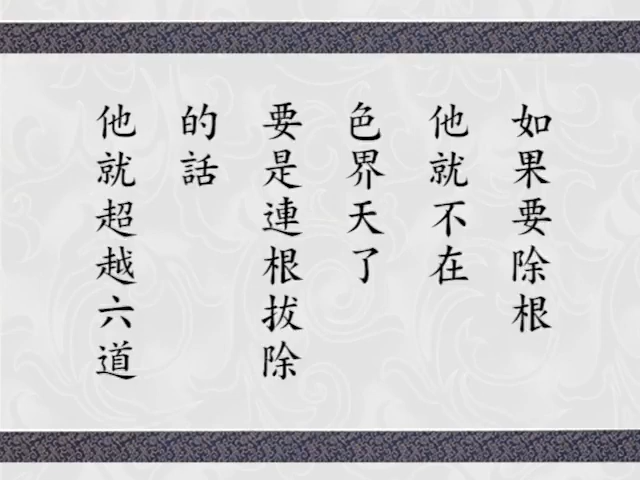 如果要除根
他就不在
色界天了
要是連根拔除
的話
他就超越六道